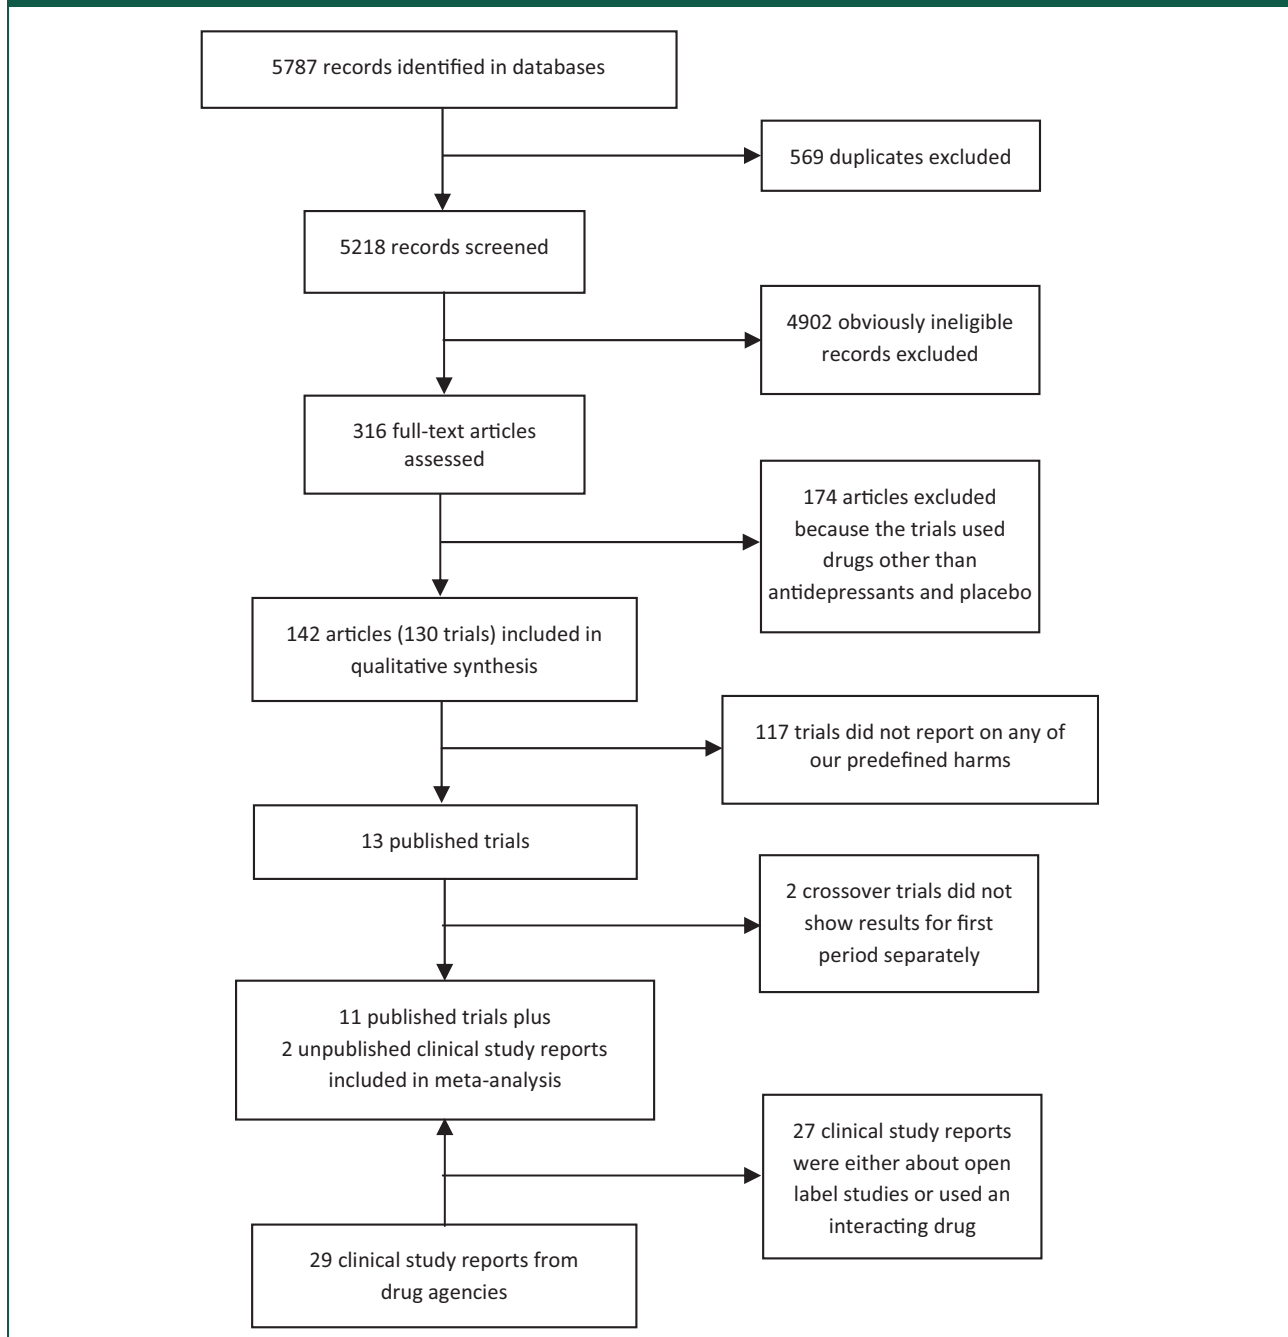 5787 records identified in databases
569 duplicates excluded
5218 records screened
4902 obviously ineligible
records excluded
316 full-text articles
assessed
174 articles excluded
because the trials used
drugs other than
antidepressants and placebo
142 articles (130 trials) included in
qualitative synthesis
117 trials did not report on any of
our predefined harms
13 published trials
2 crossover trials did not
show results for first
period separately
11 published trials plus
2 unpublished clinical study reports
included in meta-analysis
27 clinical study reports
were either about open
label studies or used an
interacting drug
29 clinical study reports from
drug agencies